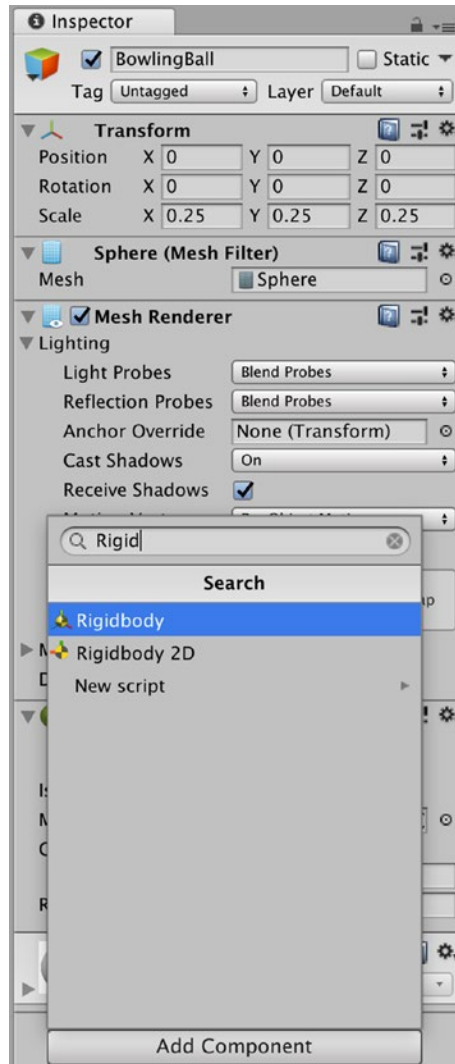 Inspector
BowlingBall Static
Tag Untagged Layer Default
Transform
Position X 0 Y 0 Z 0
Rotation X 0 Y 0 Z 0
Scale X 0.25 Y 0.25 Z 0.25
Sphere (Mesh Filter)
Mesh Sphere
Mesh Renderer
Lighting
Light Probes Blend Probes
Reflection Probes Blend Probes
Anchor Override None (Transform)
Cast Shadows On
Receive Shadows
Rigid
Search
Rigidbody
Rigidbody 2D
New script
Add Component